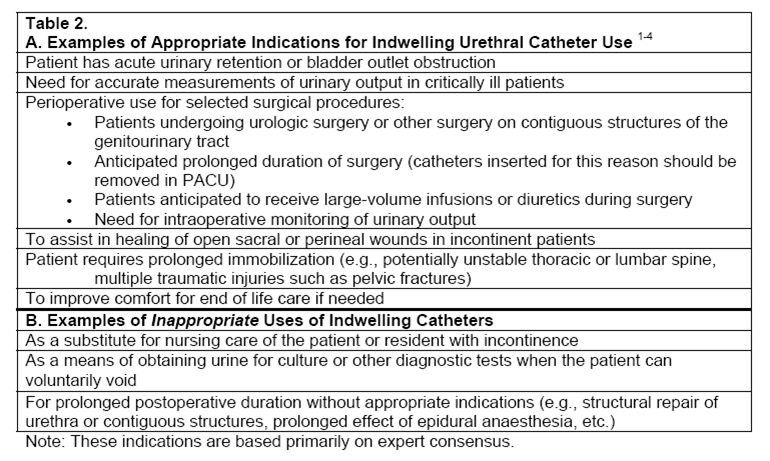 Table 2.
A. Examples of Appropriate Indications for Indwelling Urethral Catheter Use 1-4
Patient has acute urinary retention or bladder outlet obstruction
Need for accurate measurements of urinary output in critically ill patients
Perioperative use for selected surgical procedures:
• Patients undergoing urologic surgery or other surgery on contiguous structures of the
genitourinary tract
• Anticipated prolonged duration of surgery (catheters inserted for this reason should be
removed in PACU)
• Patients anticipated to receive large-volume infusions or diuretics during surgery
• Need for intraoperative monitoring of urinary output
To assist in healing of open sacral or perineal wounds in incontinent patients
Patient requires prolonged immobilization (e.g., potentially unstable thoracic or lumbar spine,
multiple traumatic injuries such as pelvic fractures)
To improve comfort for end of life care if needed
B. Examples of Inappropriate Uses of Indwelling Catheters
As a substitute for nursing care of the patient or resident with incontinence
As a means of obtaining urine for culture or other diagnostic tests when the patient can
voluntarily void
For prolonged postoperative duration without appropriate indications (e.g., structural repair of
urethra or contiguous structures, prolonged effect of epidural anaesthesia, etc.)
Note: These indications are based primarily on expert consensus.